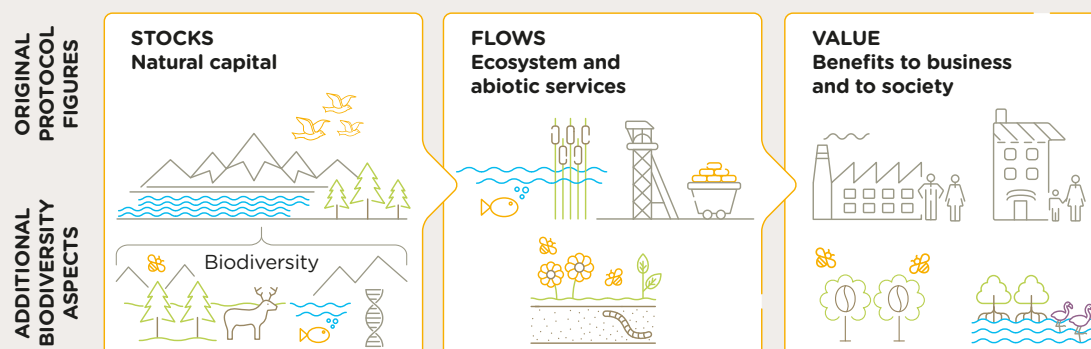 ORIGINAL
PROTOCOL
FIGURES
STOCKS
Natural capital
FLOWS
Ecosystem and
abiotic services
VALUE
Benefits to business
and to society
ADDITIONAL
BIODIVERSITY
ASPECTS
Biodiversity